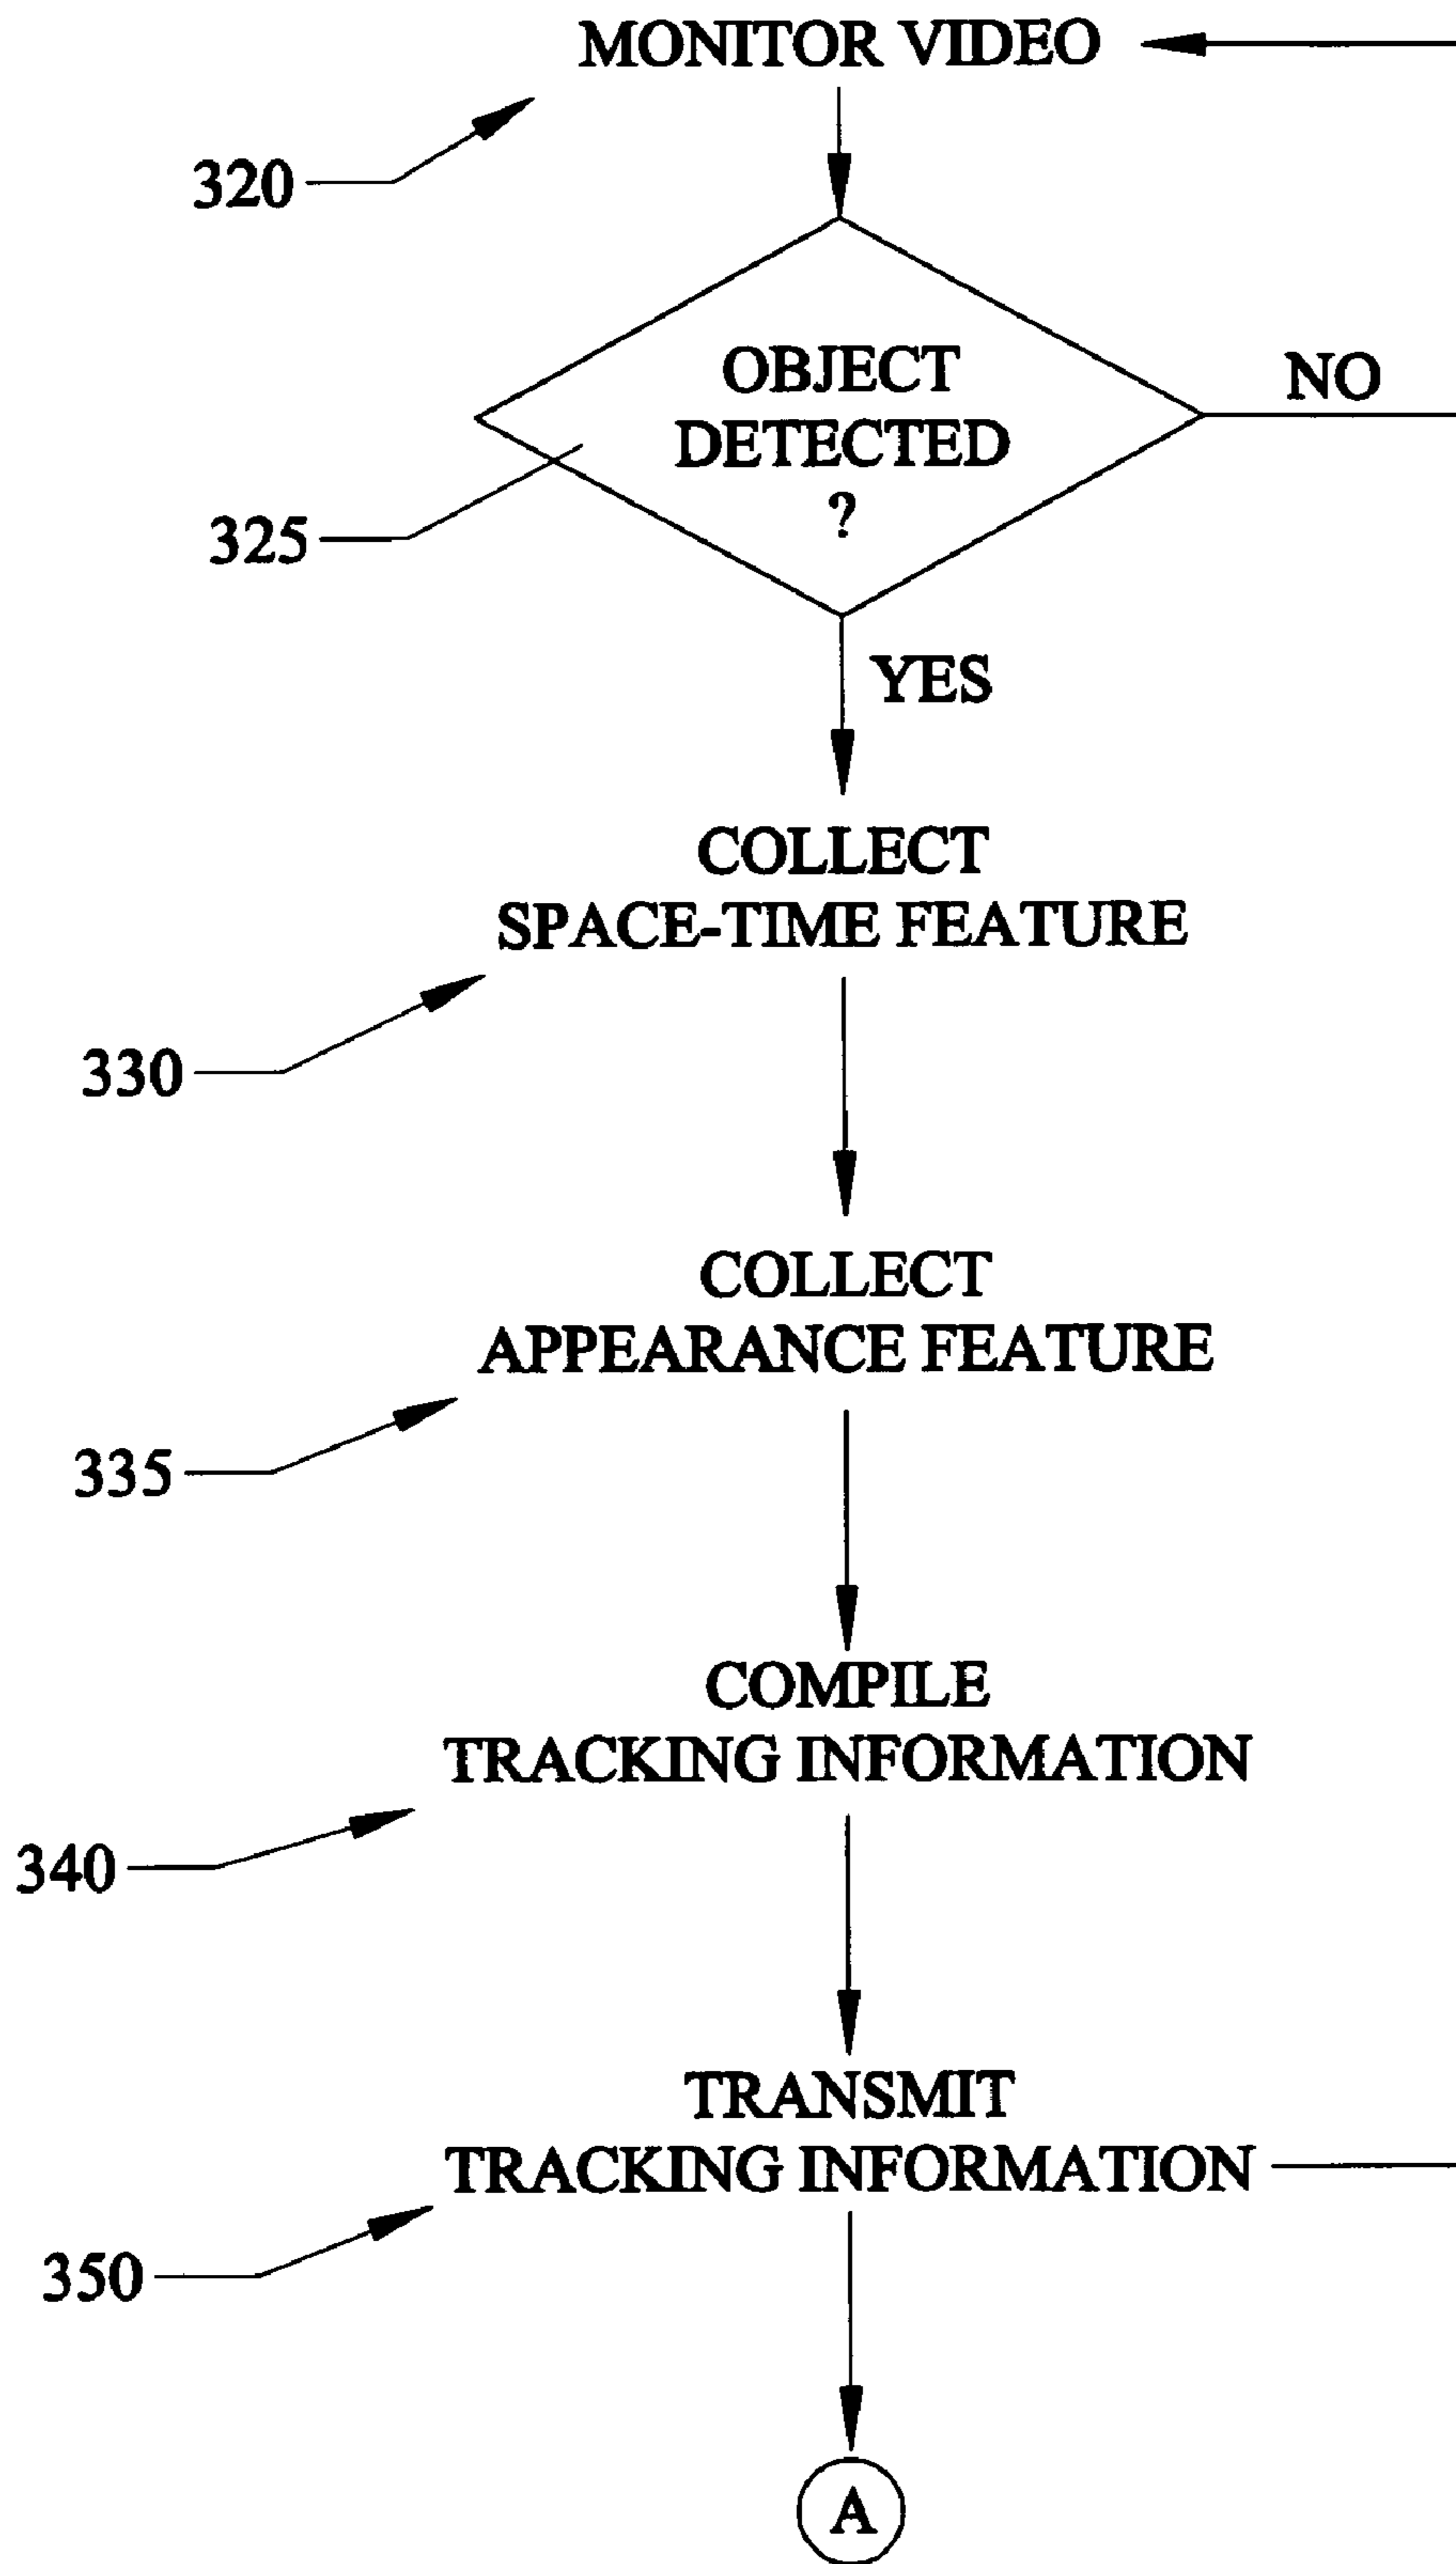 MONITOR VIDEO
320
OBJECT
DETECTED
?
NO
325
YES
COLLECT
SPACE-TIME FEATURE
330
COLLECT
APPEARANCE FEATURE
335
COMPILE
TRACKING INFORMATION
340
TRANSMIT
TRACKING INFORMATION
350
A